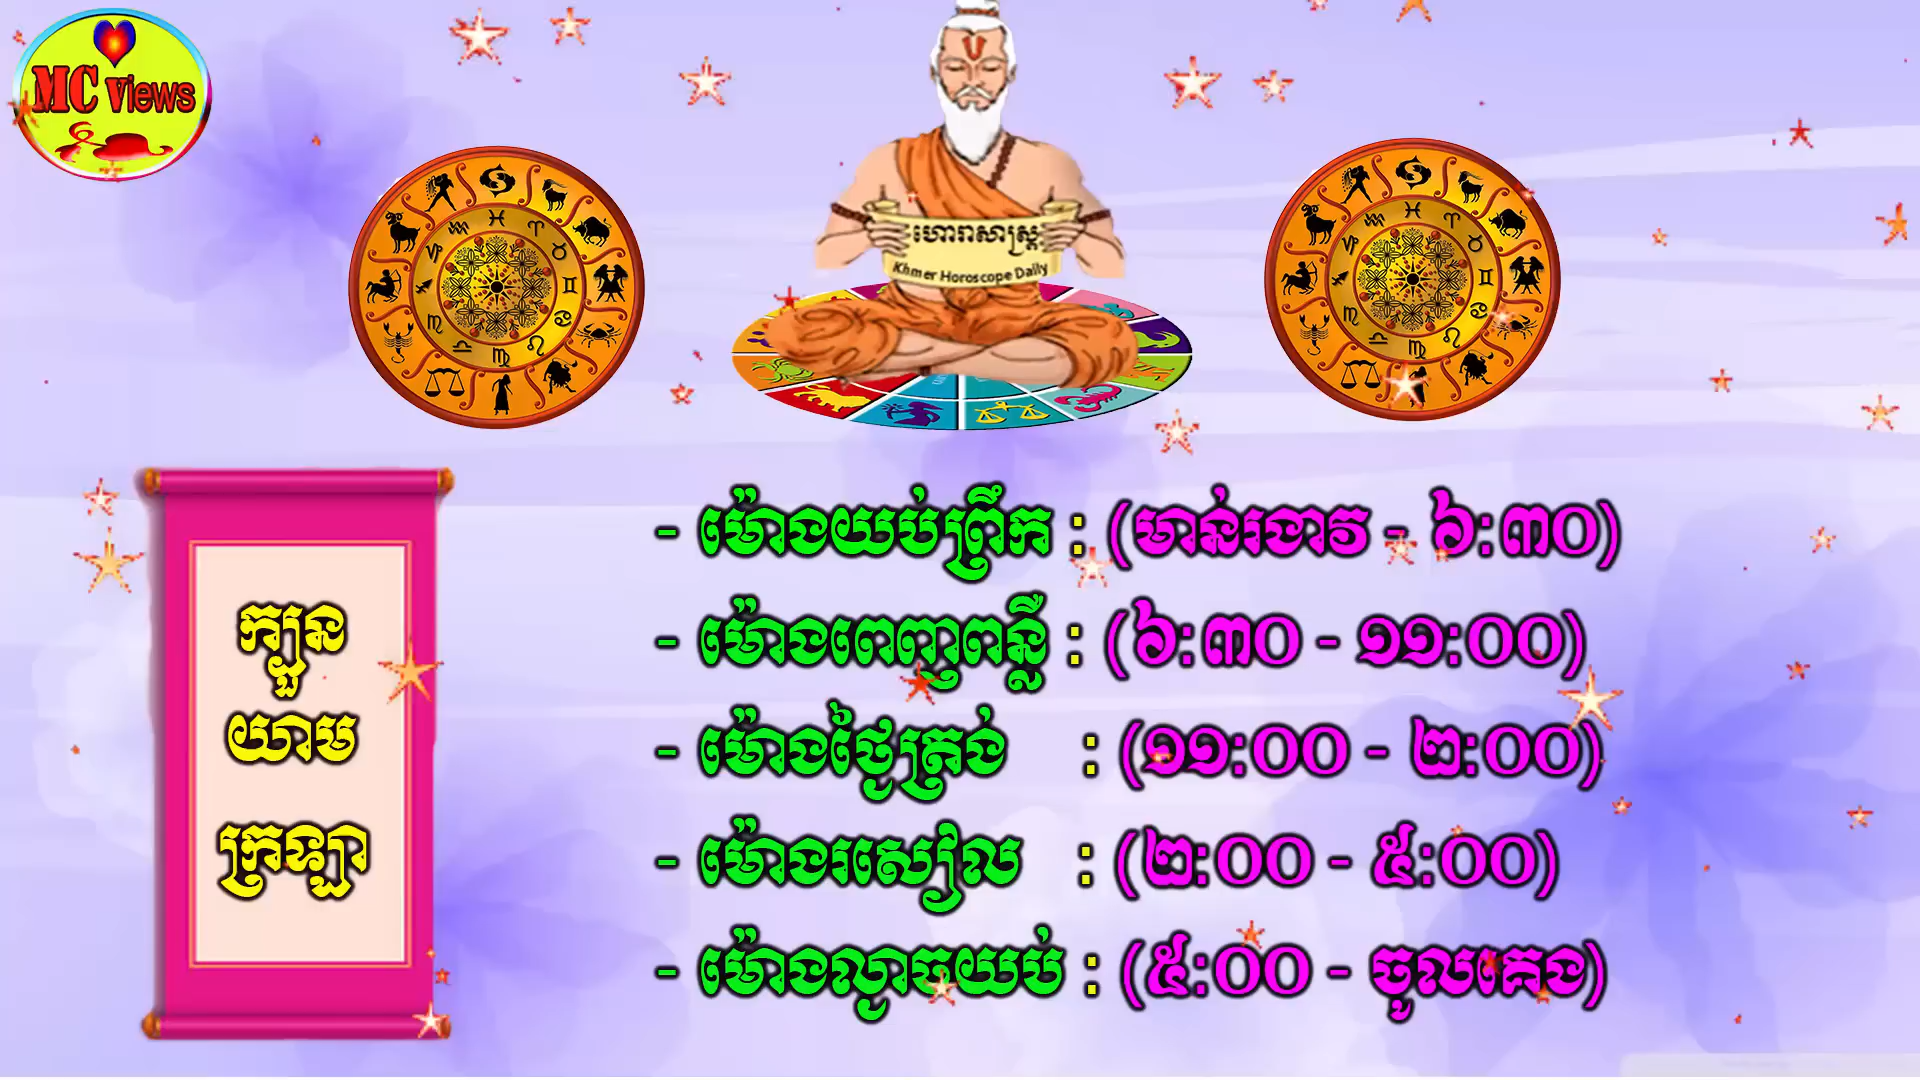 MC Views
ហោរាសាស្ត្រ
Khmer Horoscope Daily
- ម៉ោងយប់ព្រឹក : (មាន់រងាវ - ៦:៣០)
- ម៉ោងពេញពន្លឺ : (៦:៣០ - ១១:០០)
- ម៉ោងថ្ងៃត្រង់ : (១១:០០ - ២:០០)
- ម៉ោងរសៀល : (២:០០ - ៥:០០)
- ម៉ោងល្ងាចយប់ : (៥:០០ - ចូលគេង)
ក្បួន
យាម
ក្រឡា